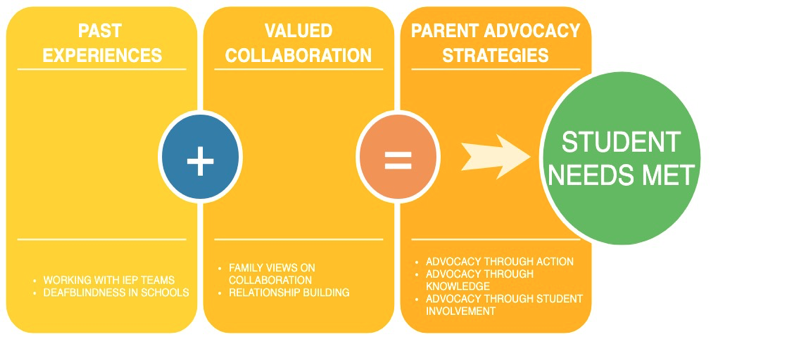 PAST
EXPERIENCES
+
• WORKING WITH IEP TEAMS
• DEAFBLINDNESS IN SCHOOLS
VALUED
COLLABORATION
=
• FAMILY VIEWS ON
COLLABORATION
• RELATIONSHIP BUILDING
PARENT ADVOCACY
STRATEGIES
• ADVOCACY THROUGH ACTION
• ADVOCACY THROUGH
KNOWLEDGE
• ADVOCACY THROUGH STUDENT
INVOLVEMENT
STUDENT
NEEDS MET